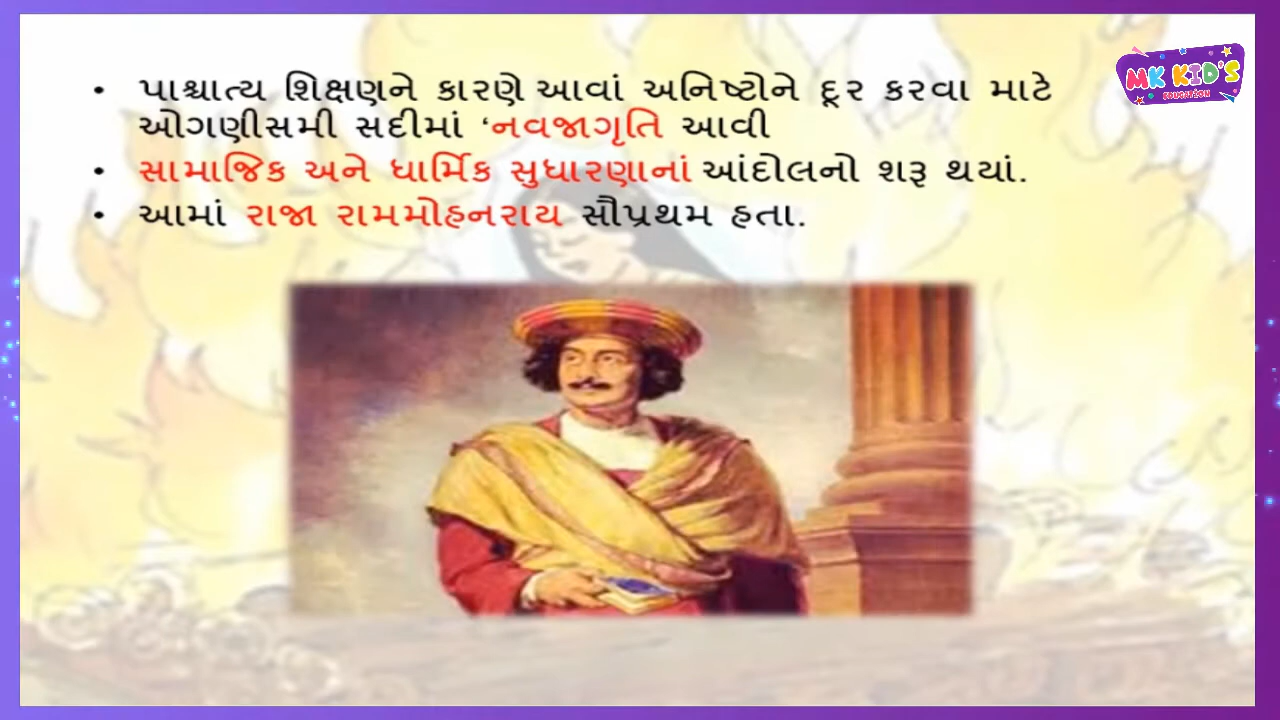 • પાશ્ચાત્ય શિક્ષણને કારણે આવાં અનિષ્ટોને દૂર કરવા માટે
ઓગણીસમી સદીમાં ‘નવજાગૃતિ આવી
• સામાજિક અને ધાર્મિક સુધારણાનાં આંદોલનો શરૂ થયાં.
• આમાં રાજા રામમોહનરાય સૌપ્રથમ હતા.
MK KID'S
EDUCATION